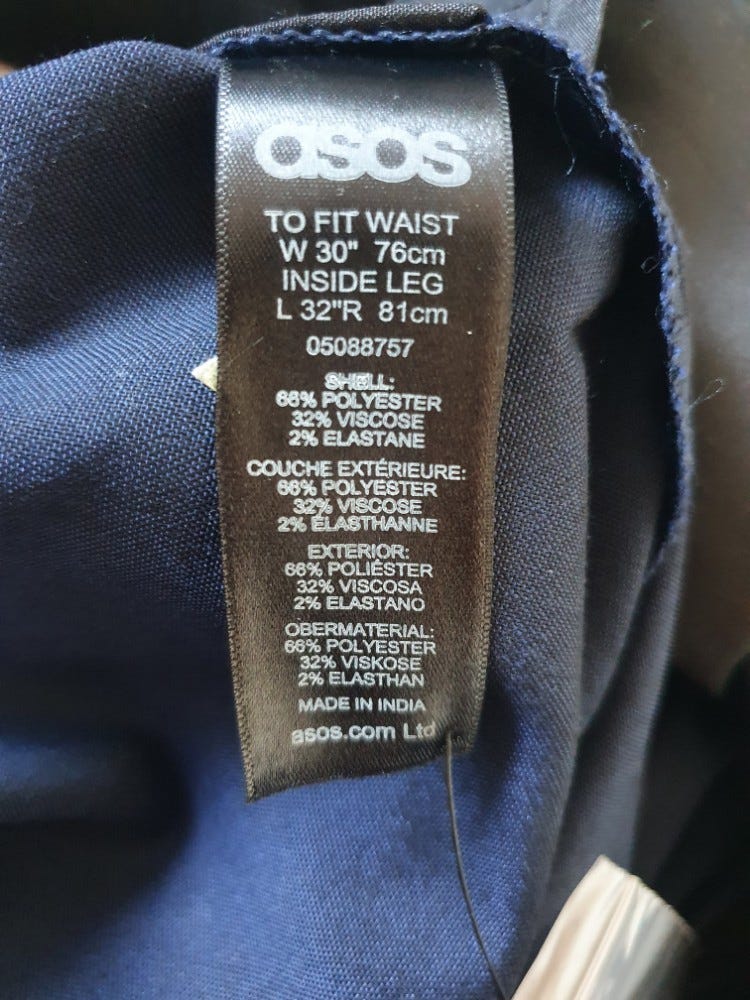 asos
TO FIT WAIST
W 30" 76cm
INSIDE LEG
L 32"R 81cm
05088757
SHELL:
66% POLYESTER
32% VISCOSE
2% ELASTANE
COUCHE EXTÉRIEURE:
66% POLYESTER
32% VISCOSE
2% ÉLASTHANNE
EXTERIOR:
66% POLIÉSTER
32% VISCOSA
2% ELASTANO
OBERMATERIAL:
66% POLYESTER
32% VISKOSE
2% ELASTHAN
MADE IN INDIA
asos.com Ltd